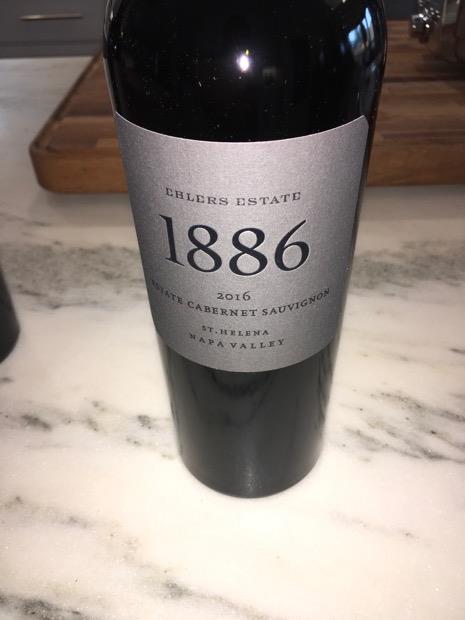 EHLERS ESTATE
1886
2016
ESTATE CABERNET SAUVIGNON
ST. HELENA
NAPA VALLEY